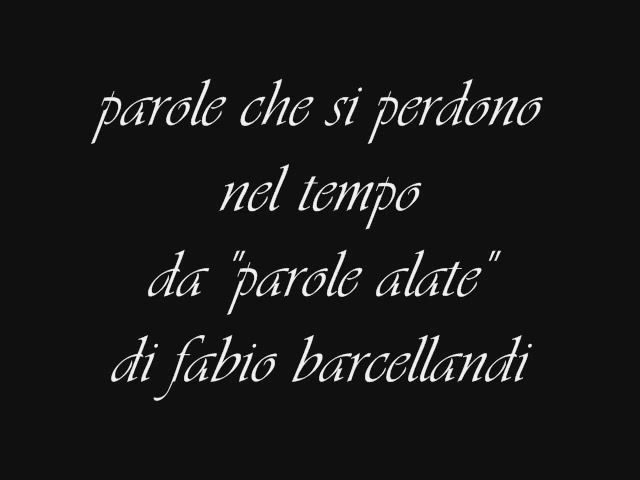 parole che si perdono
nel tempo
da "parole alate"
di fabio barcellandi